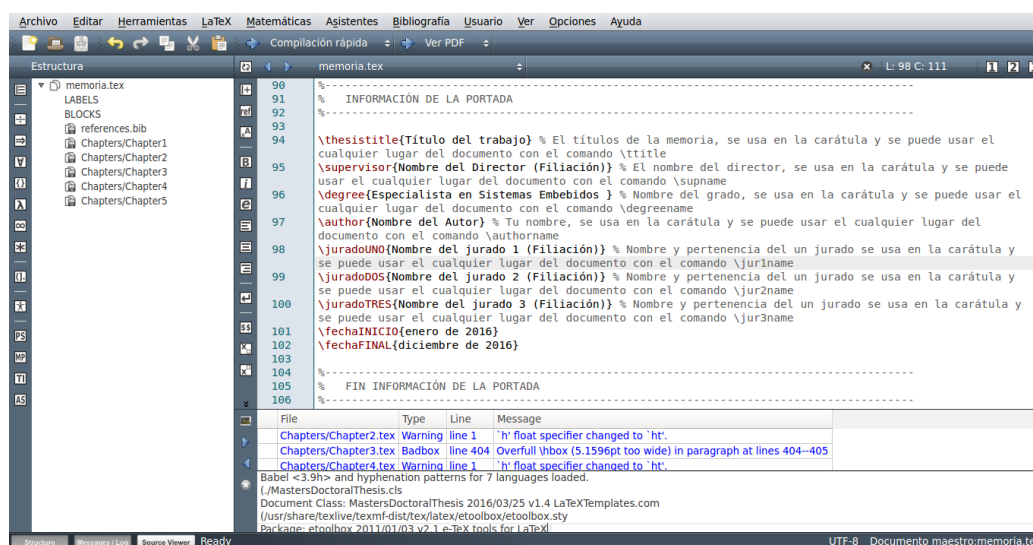 Archivo Editar Herramientas LaTeX Matemáticas Asistentes Bibliografía Usuario Ver Opciones Ayuda
Compilación rápida Ver PDF
Estructura memoria.tex L: 98 C: 111 1 2
memoria.tex
LABELS
BLOCKS
references.bib
Chapters/Chapter1
Chapters/Chapter2
Chapters/Chapter3
Chapters/Chapter4
Chapters/Chapter5
90 %----------------------------------------------------------------------------------------
91 % INFORMACIÓN DE LA PORTADA
92 %----------------------------------------------------------------------------------------
93
94 \thesistitle{Título del trabajo} % El títulos de la memoria, se usa en la carátula y se puede usar el
cualquier lugar del documento con el comando \ttitle
95 \supervisor{Nombre del Director (Filiación)} % El nombre del director, se usa en la carátula y se puede
usar el cualquier lugar del documento con el comando \supname
96 \degree{Especialista en Sistemas Embebidos } % Nombre del grado, se usa en la carátula y se puede usar el
cualquier lugar del documento con el comando \degreename
97 \author{Nombre del Autor} % Tu nombre, se usa en la carátula y se puede usar el cualquier lugar del
documento con el comando \authorname
98 \juradoUNO{Nombre del jurado 1 (Filiación)} % Nombre y pertenencia del un jurado se usa en la carátula y
se puede usar el cualquier lugar del documento con el comando \jur1name
99 \juradoDOS{Nombre del jurado 2 (Filiación)} % Nombre y pertenencia del un jurado se usa en la carátula y
se puede usar el cualquier lugar del documento con el comando \jur2name
100 \juradoTRES{Nombre del jurado 3 (Filiación)} % Nombre y pertenencia del un jurado se usa en la carátula y
se puede usar el cualquier lugar del documento con el comando \jur3name
101 \fechaINICIO{enero de 2016}
102 \fechaFINAL{diciembre de 2016}
103
104 %----------------------------------------------------------------------------------------
105 % FIN INFORMACIÓN DE LA PORTADA
106 %----------------------------------------------------------------------------------------
File Type Line Message
Chapters/Chapter2.tex Warning line 1 `h' float specifier changed to `ht'.
Chapters/Chapter3.tex Badbox line 404 Overfull \hbox (5.1596pt too wide) in paragraph at lines 404--405
Chapters/Chapter4.tex Warning line 1 `h' float specifier changed to `ht'.
Babel <3.9h> and hyphenation patterns for 7 languages loaded.
(./MastersDoctoralThesis.cls
Document Class: MastersDoctoralThesis 2016/03/25 v1.4 LaTeXTemplates.com
(/usr/share/texlive/texmf-dist/tex/latex/etoolbox/etoolbox.sty
Package: etoolbox 2011/01/03 v2.1 e-TeX tools for LaTeX
Structure Messages / Log Source Viewer Ready UTF-8 Documento maestro:memoria.te